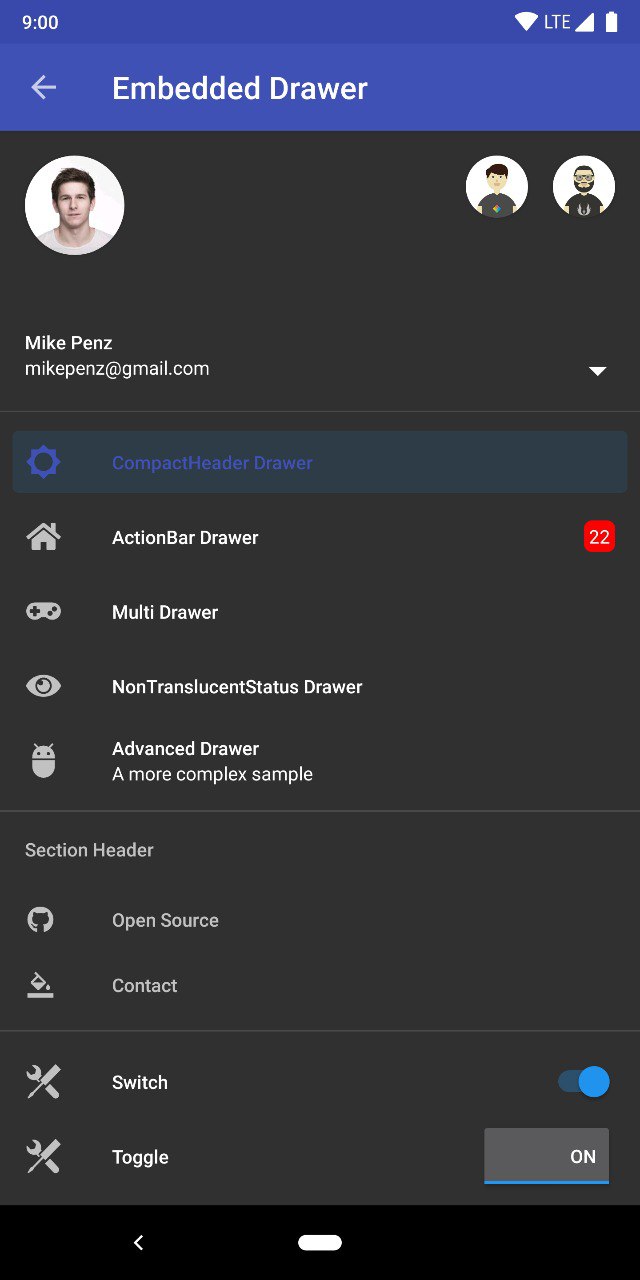 9:00
LTE
Embedded Drawer
Mike Penz
mikepenz@gmail.com
CompactHeader Drawer
ActionBar Drawer
22
Multi Drawer
NonTranslucentStatus Drawer
Advanced Drawer
A more complex sample
Section Header
Open Source
Contact
Switch
Toggle
ON